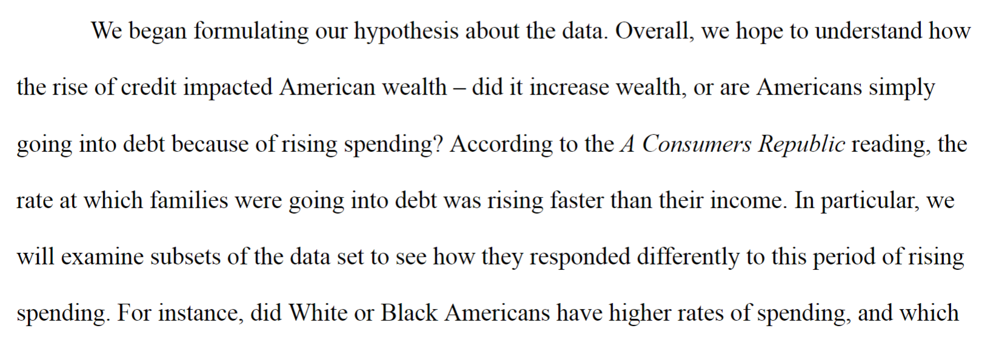 We began formulating our hypothesis about the data. Overall, we hope to understand how
the rise of credit impacted American wealth – did it increase wealth, or are Americans simply
going into debt because of rising spending? According to the A Consumers Republic reading, the
rate at which families were going into debt was rising faster than their income. In particular, we
will examine subsets of the data set to see how they responded differently to this period of rising
spending. For instance, did White or Black Americans have higher rates of spending, and which